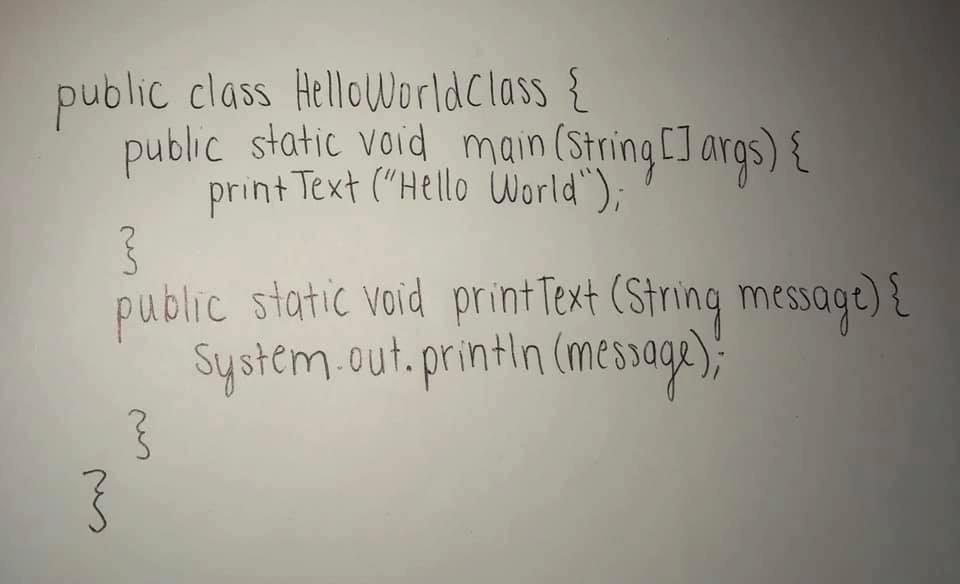 public class HelloWorldClass {
public static void main(String[] args) {
printText("Hello World");
}
public static void printText(String message) {
System.out.println(message);
}
}